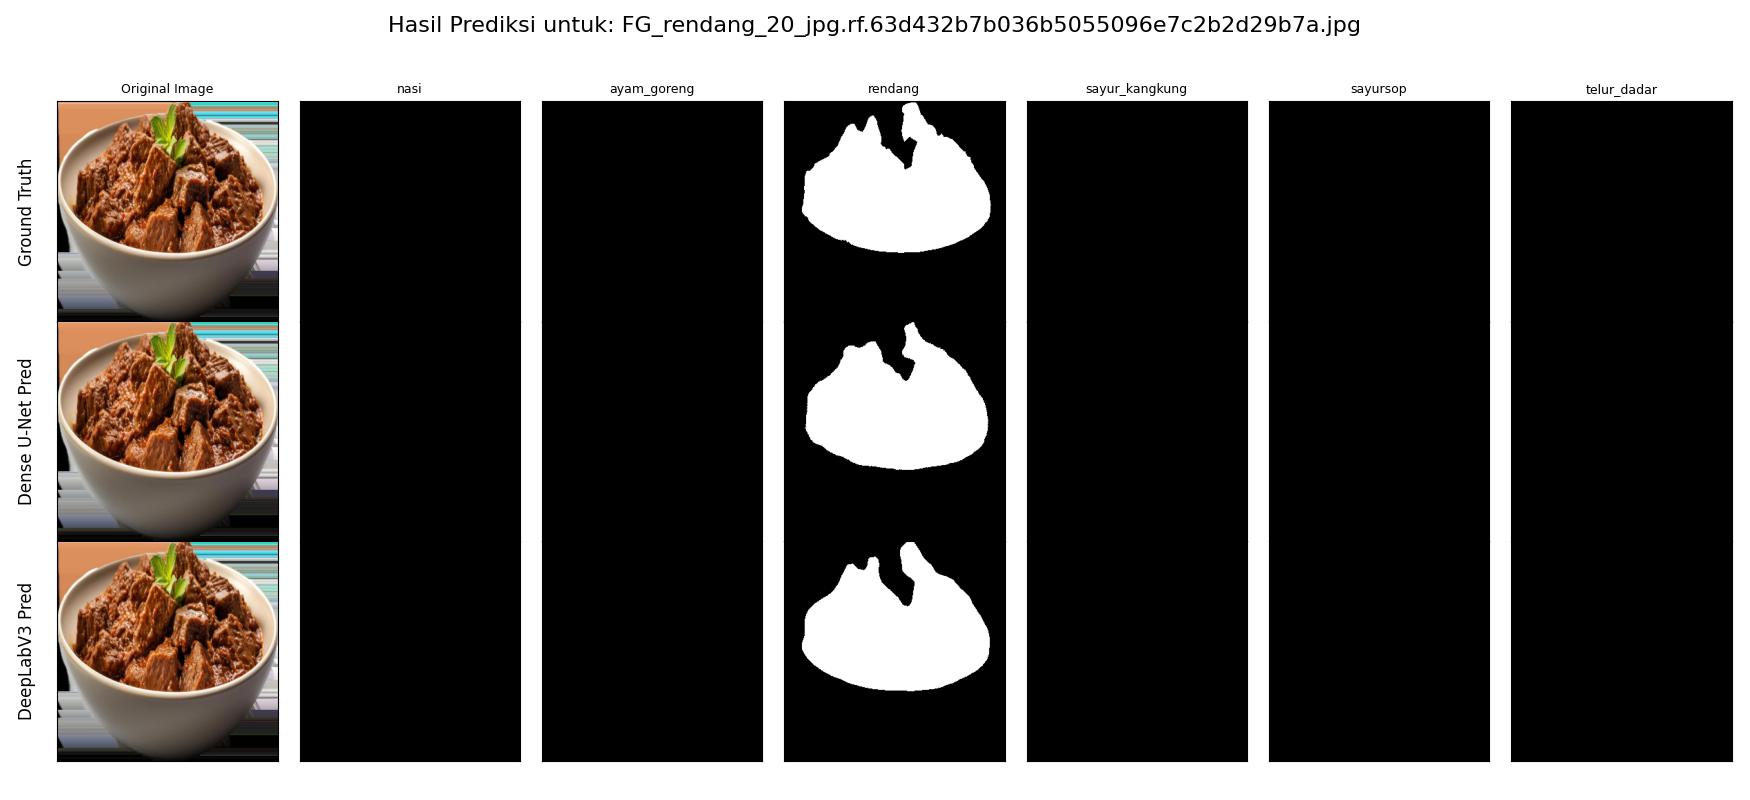 Hasil Prediksi untuk: FG_rendang_20_jpg.rf.63d432b7b036b5055096e7c2b2d29b7a.jpg
Original Image nasi ayam_goreng rendang sayur_kangkung sayursop telur_dadar
Ground Truth
Dense U-Net Pred
DeepLabV3 Pred